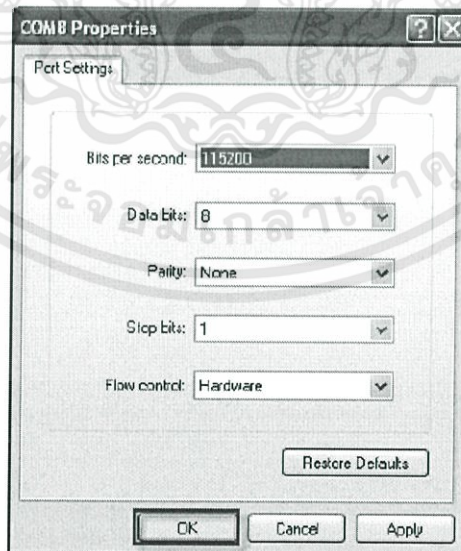 COM8 Properties
Port Settings
Bits per second: 115200
Data bits: 8
Parity: None
Stop bits: 1
Flow control: Hardware
Restore Defaults
OK Cancel Apply